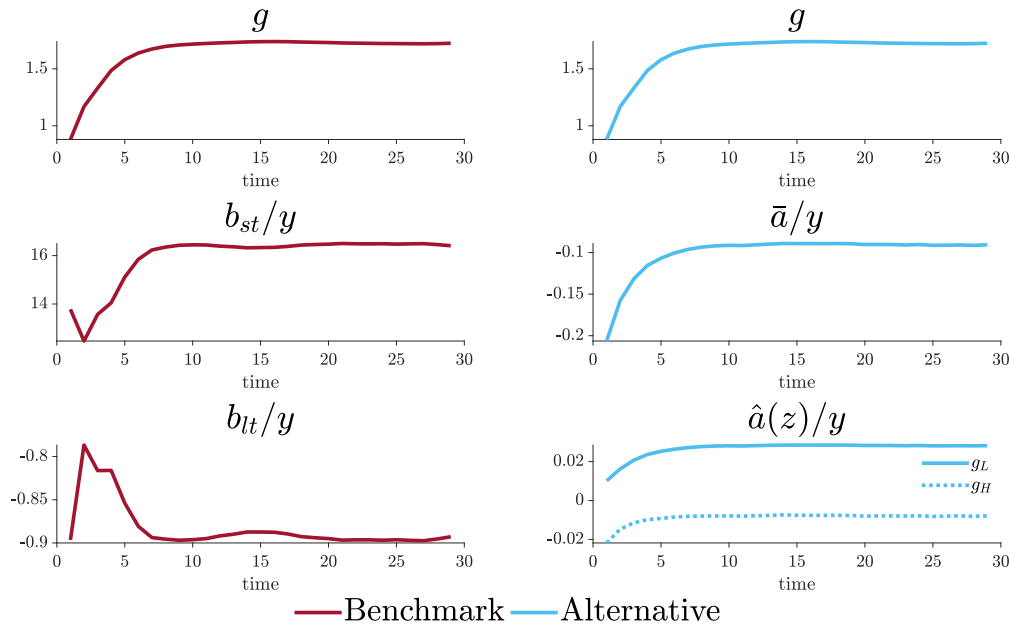 g
1.5
1
0 5 10 15 20 25 30
time
g
1.5
1
0 5 10 15 20 25 30
time
b_{st}/y
16
14
0 5 10 15 20 25 30
time
ā/y
-0.1
-0.15
-0.2
0 5 10 15 20 25 30
time
b_{lt}/y
-0.8
-0.85
-0.9
0 5 10 15 20 25 30
time
â(z)/y
0.02
0
-0.02
g_L
g_H
0 5 10 15 20 25 30
time
Benchmark Alternative